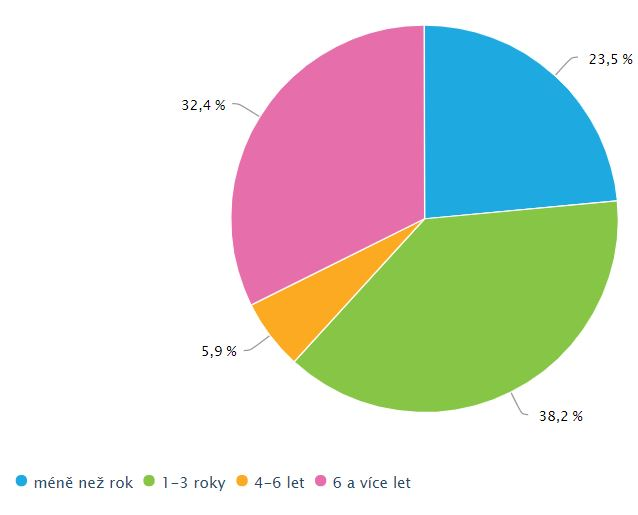 23,5 %
32,4 %
5,9 %
38,2 %
méně než rok 1-3 roky 4-6 let 6 a více let